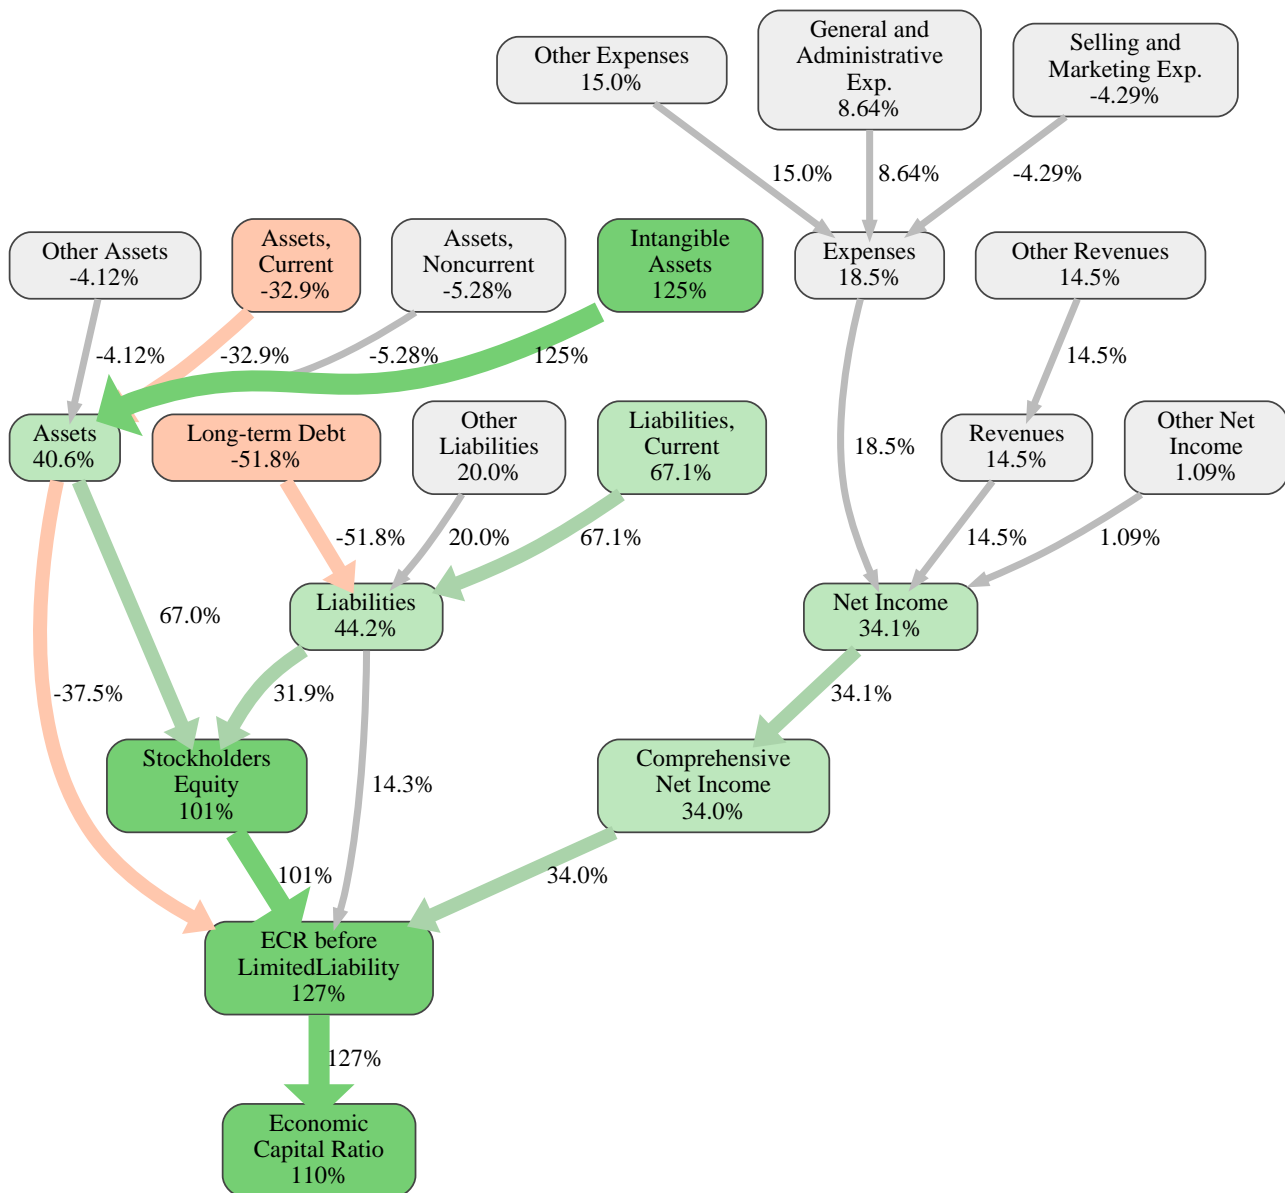 Other Expenses
15.0%
General and
Administrative
Exp.
8.64%
Selling and
Marketing Exp.
-4.29%
15.0%
8.64%
-4.29%
Other Assets
-4.12%
Assets,
Current
-32.9%
Assets,
Noncurrent
-5.28%
Intangible
Assets
125%
Expenses
18.5%
Other Revenues
14.5%
-4.12%
-32.9%
-5.28%
125%
14.5%
Assets
40.6%
Long-term Debt
-51.8%
Other
Liabilities
20.0%
Liabilities,
Current
67.1%
18.5%
Revenues
14.5%
Other Net
Income
1.09%
-51.8%
20.0%
67.1%
14.5%
1.09%
67.0%
Liabilities
44.2%
Net Income
34.1%
-37.5%
31.9%
34.1%
Stockholders
Equity
101%
14.3%
Comprehensive
Net Income
34.0%
101%
34.0%
ECR before
LimitedLiability
127%
127%
Economic
Capital Ratio
110%